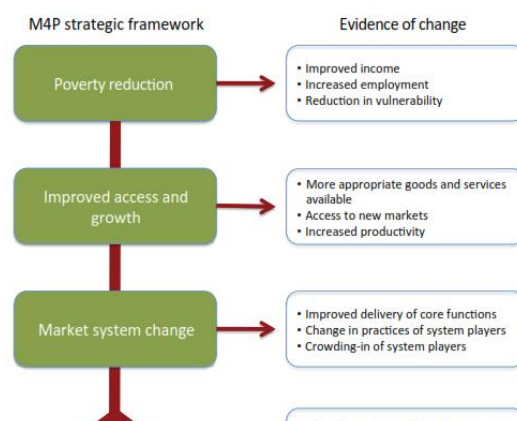 M4P strategic framework
Evidence of change
Poverty reduction
• Improved income
• Increased employment
• Reduction in vulnerability
Improved access and
growth
• More appropriate goods and services
available
• Access to new markets
• Increased productivity
Market system change
• Improved delivery of core functions
• Change in practices of system players
• Crowding-in of system players